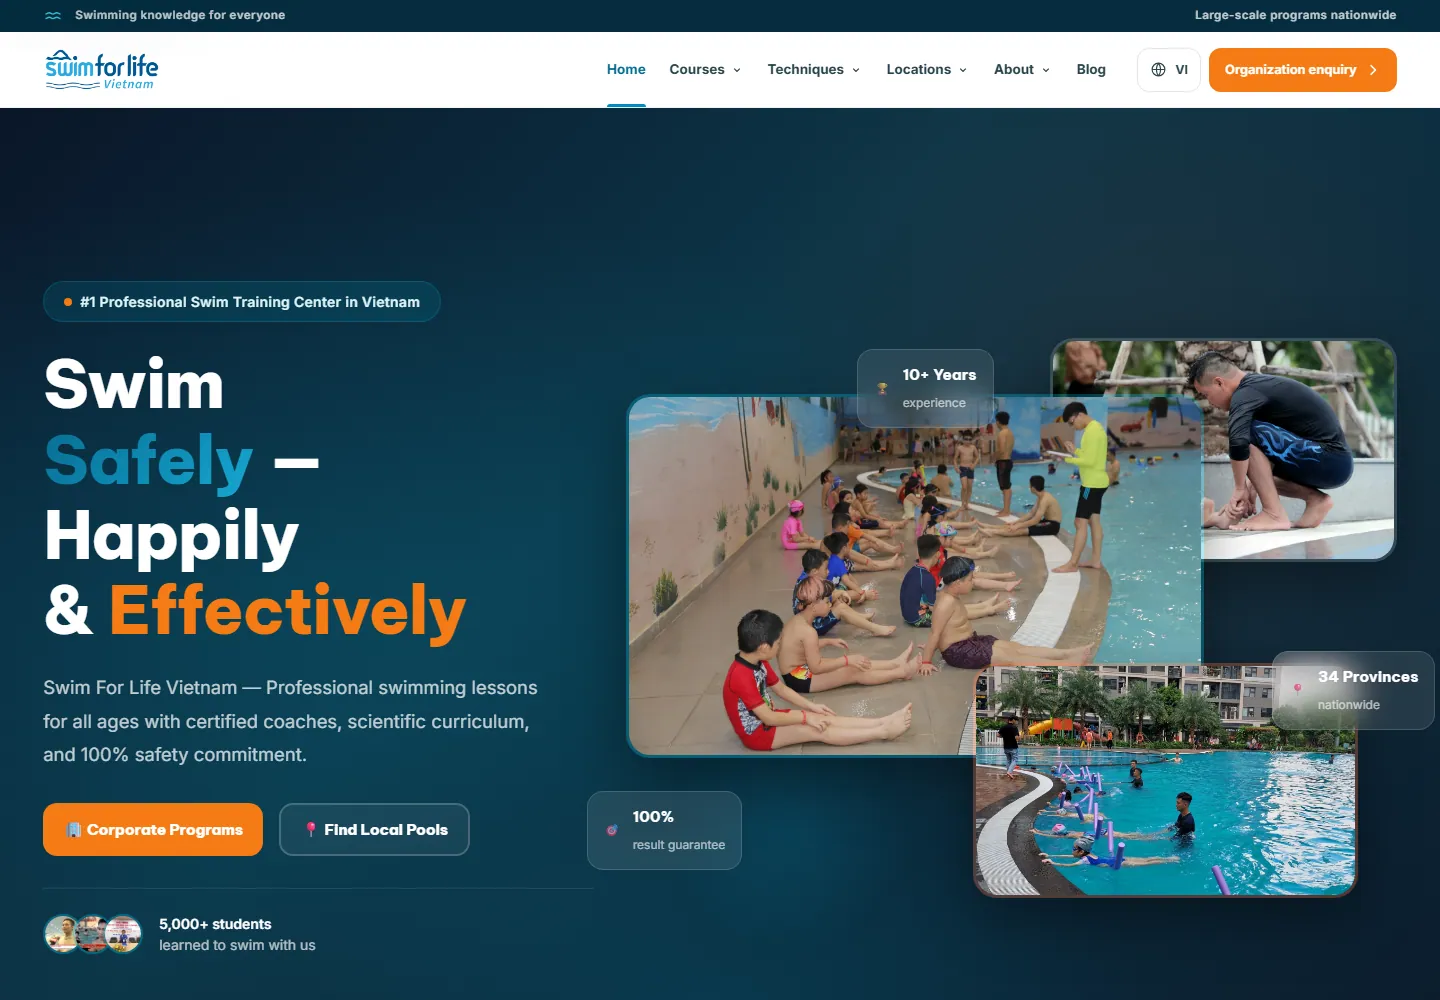 Swimming knowledge for everyone
Large-scale programs nationwide
swimforlife
Vietnam
Home
Courses
Techniques
Locations
About
Blog
VI
Organization enquiry
#1 Professional Swim Training Center in Vietnam
Swim
Safely —
Happily
& Effectively
Swim For Life Vietnam — Professional swimming lessons
for all ages with certified coaches, scientific curriculum,
and 100% safety commitment.
Corporate Programs
Find Local Pools
5,000+ students
learned to swim with us
10+ Years
experience
34 Provinces
nationwide
100%
result guarantee